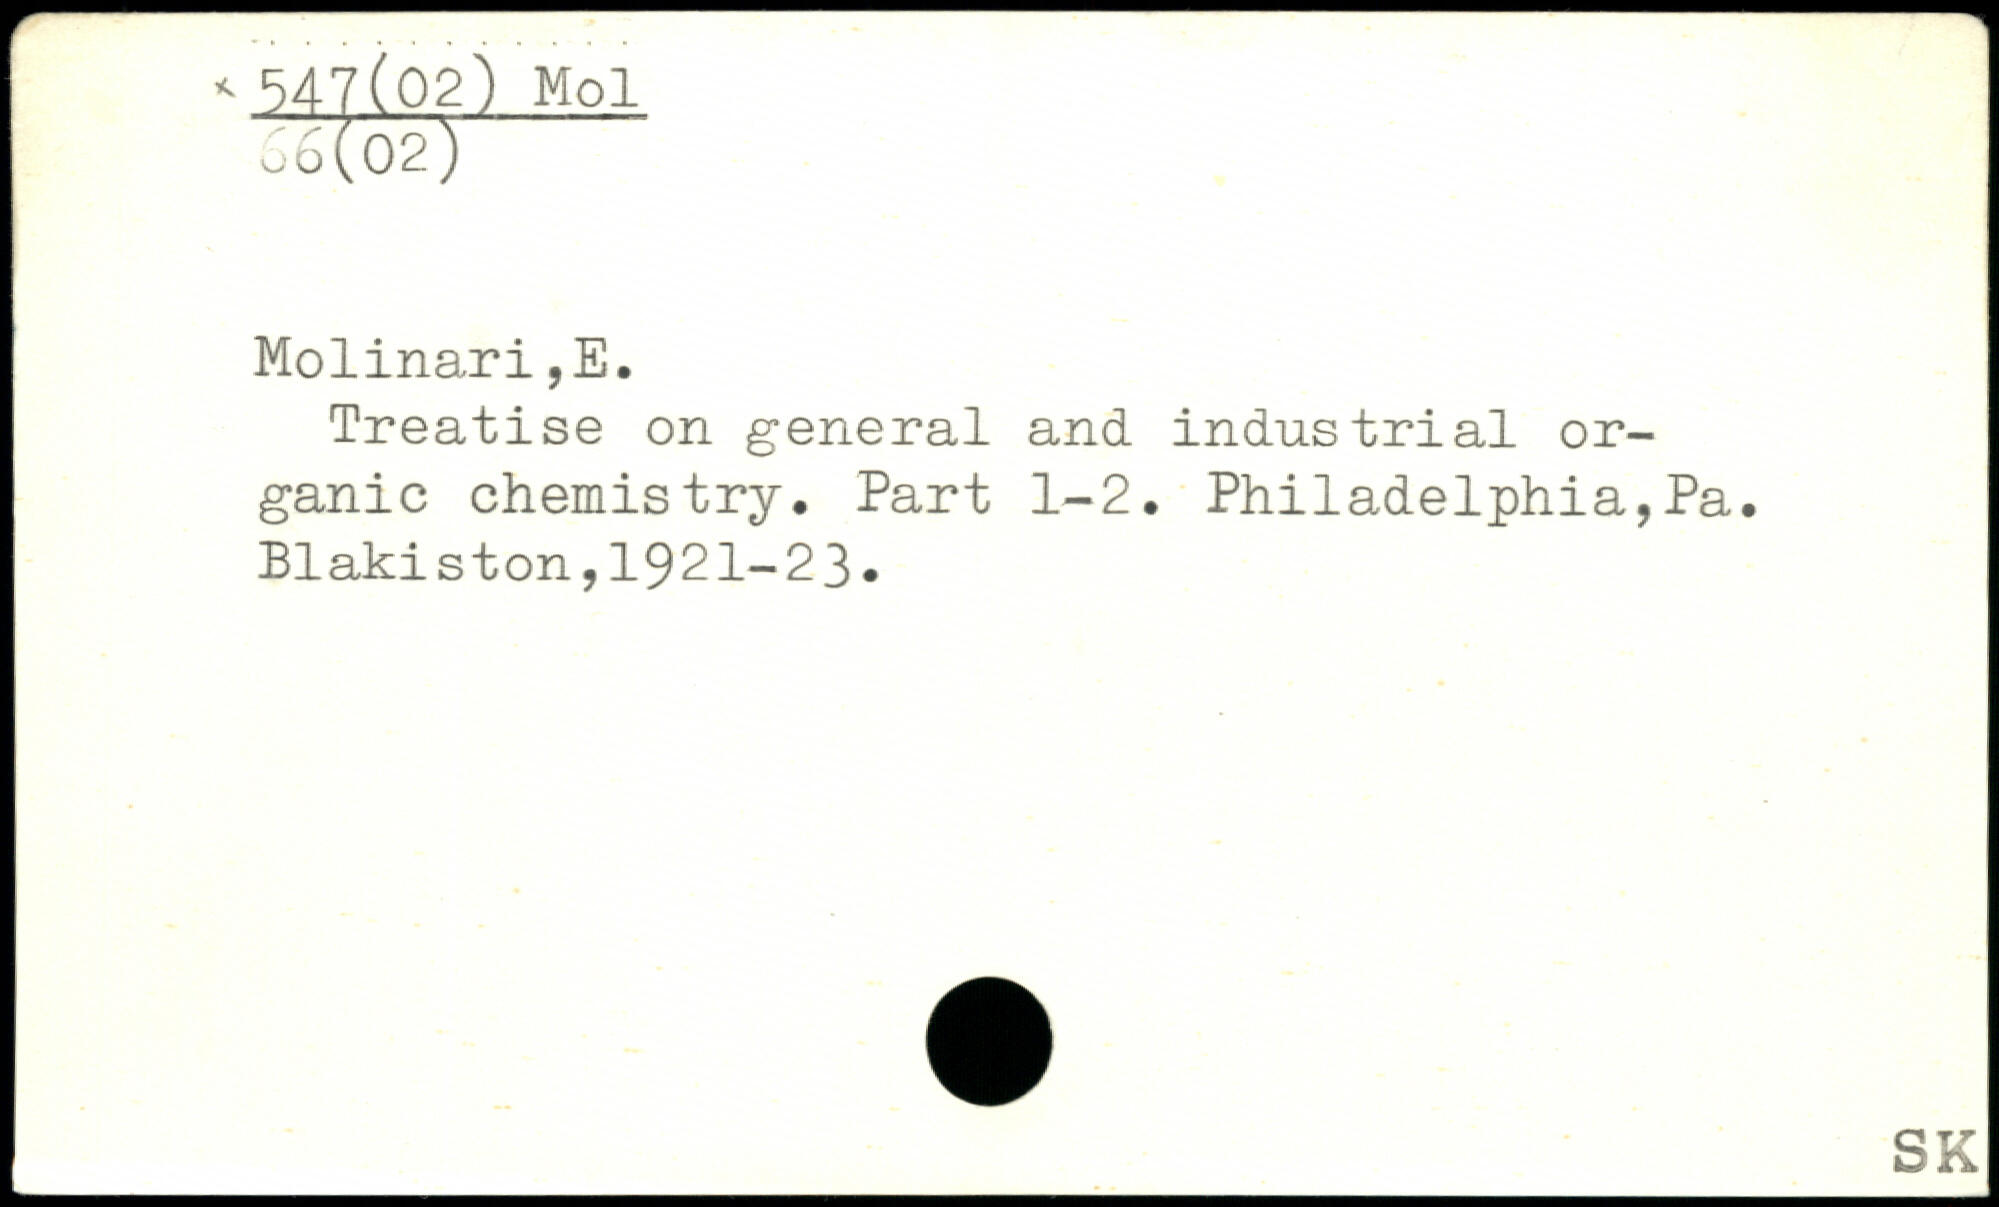 x 547(02) Mol
66(02)
Molinari,E.
Treatise on general and industrial or-
ganic chemistry. Part 1-2. Philadelphia,Pa.
Blakiston,1921-23.
SK